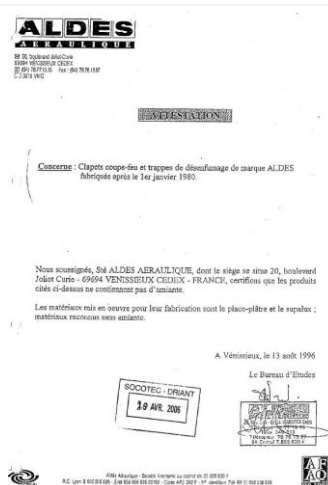 ALDES
AERAULIQUE
ATTESTATION
Concerne : Clapets coupe-feu et trappes de désenfumage de marque ALDES
fabriqués après le 1er janvier 1980.
Nous soussignés, Sté ALDES AERAULIQUE, dont le siège se situe 20, boulevard
Joliot Curie - 69694 VENISSIEUX CEDEX - FRANCE, certifions que les produits
cités ci-dessus ne contiennent pas d'amiante.
Les matériaux mis en œuvre pour leur fabrication sont le placo-plâtre et le supalux ;
matériaux reconnus sans amiante.
A Vénissieux, le 13 août 1996
Le Bureau d'Etudes
SOCOTEC - DRIANT
AVR. 2005
AFAQ